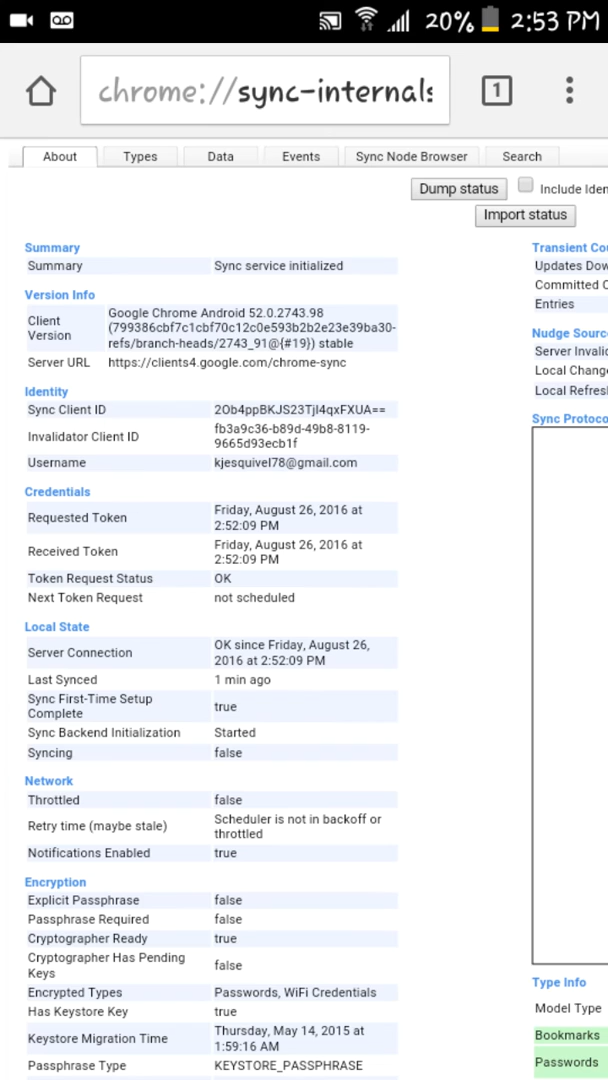 20% 2:53 PM
chrome://sync-internals
1
About Types Data Events Sync Node Browser Search
Dump status Include Iden
Import status
Summary
Summary Sync service initialized
Version Info
Client Version
Google Chrome Android 52.0.2743.98
(799386cbf7c1cbf70c12c0e593b2b2e23e39ba30-
refs/branch-heads/2743_91@{#19}) stable
Server URL https://clients4.google.com/chrome-sync
Identity
Sync Client ID 2Ob4ppBKJS23TjI4qxFXUA==
Invalidator Client ID
fb3a9c36-b89d-49b8-8119-
9665d93ecb1f
Username kjesquivel78@gmail.com
Credentials
Requested Token
Friday, August 26, 2016 at
2:52:09 PM
Received Token
Friday, August 26, 2016 at
2:52:09 PM
Token Request Status OK
Next Token Request not scheduled
Local State
Server Connection
OK since Friday, August 26,
2016 at 2:52:09 PM
Last Synced 1 min ago
Sync First-Time Setup
Complete
true
Sync Backend Initialization Started
Syncing false
Network
Throttled false
Retry time (maybe stale)
Scheduler is not in backoff or
throttled
Notifications Enabled true
Encryption
Explicit Passphrase false
Passphrase Required false
Cryptographer Ready true
Cryptographer Has Pending
Keys
false
Encrypted Types Passwords, WiFi Credentials
Has Keystore Key true
Keystore Migration Time
Thursday, May 14, 2015 at
1:59:16 AM
Passphrase Type KEYSTORE_PASSPHRASE
Transient Cou
Updates Dow
Committed C
Entries
Nudge Source
Server Invalid
Local Change
Local Refres
Sync Protoco
Type Info
Model Type
Bookmarks
Passwords